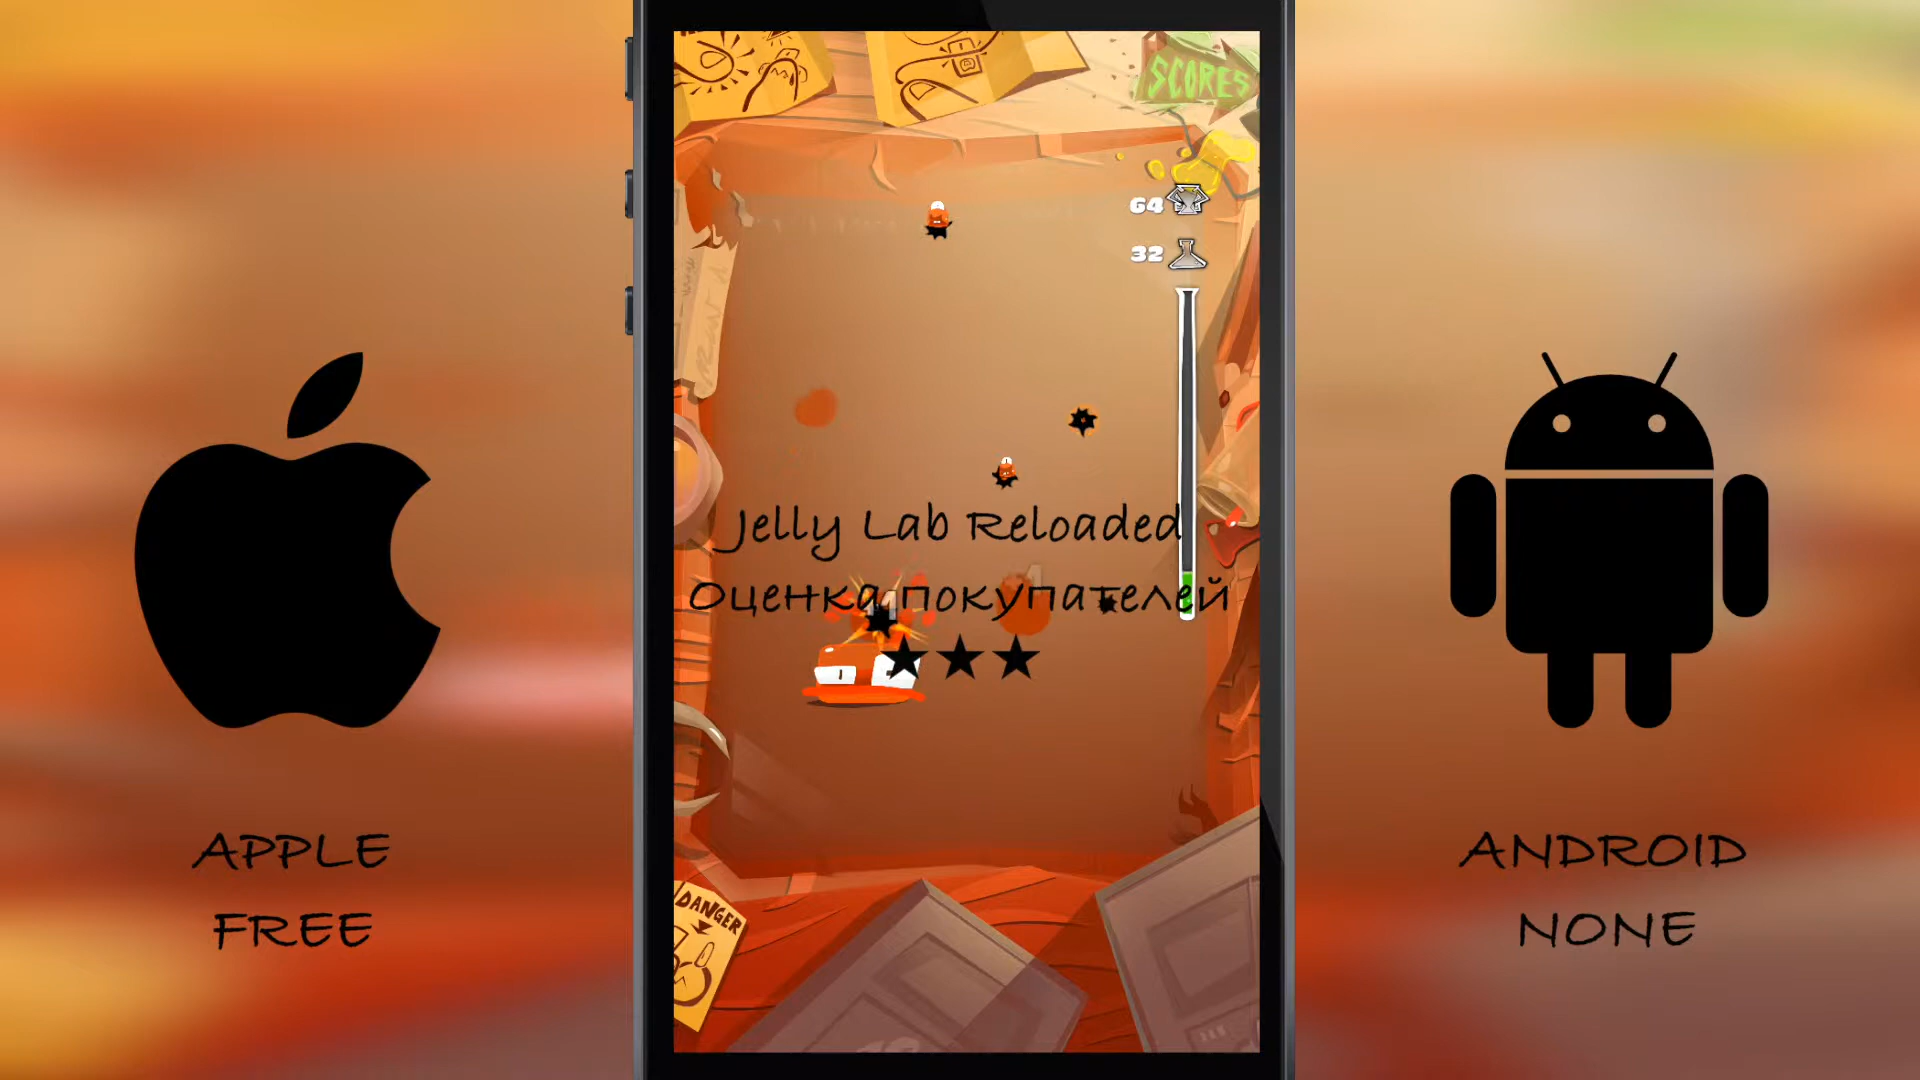 SCORES
64
32
Jelly Lab Reloaded
Оценка покупателей
★★★
APPLE
FREE
ANDROID
NONE
DANGER